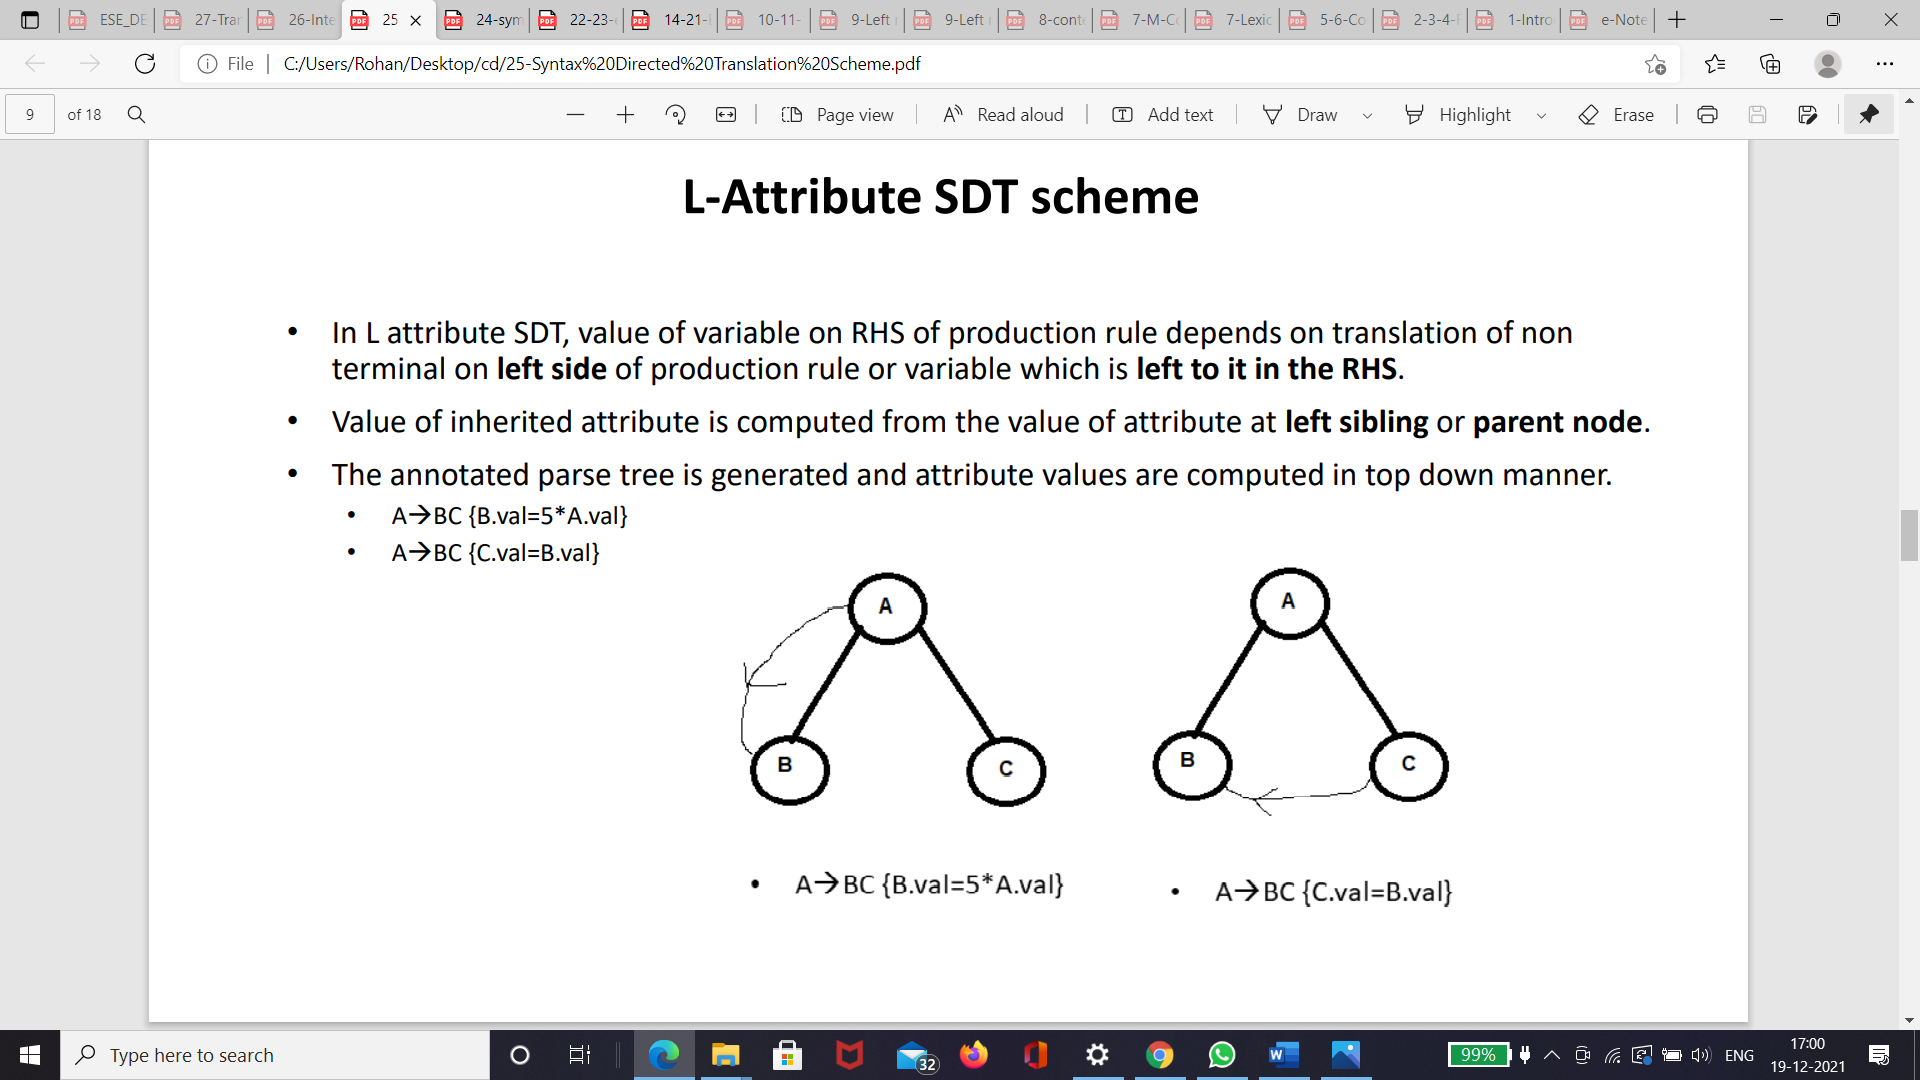 ESE_DE
27-Trar
26-Inte
25
24-sym
22-23-
14-21-
10-11-
9-Left
9-Left
8-cont
7-M-C
7-Lexic
5-6-Co
2-3-4-
1-Intro
e-Note
File
C:/Users/Rohan/Desktop/cd/25-Syntax%20Directed%20Translation%20Scheme.pdf
9 of 18
Page view
Read aloud
Add text
Draw
Highlight
Erase
L-Attribute SDT scheme
• In L attribute SDT, value of variable on RHS of production rule depends on translation of non
terminal on left side of production rule or variable which is left to it in the RHS.
• Value of inherited attribute is computed from the value of attribute at left sibling or parent node.
• The annotated parse tree is generated and attribute values are computed in top down manner.
• A→BC {B.val=5*A.val}
• A→BC {C.val=B.val}
A
B
C
A
B
C
• A→BC {B.val=5*A.val}
• A→BC {C.val=B.val}
Type here to search
32
99%
ENG
17:00
19-12-2021